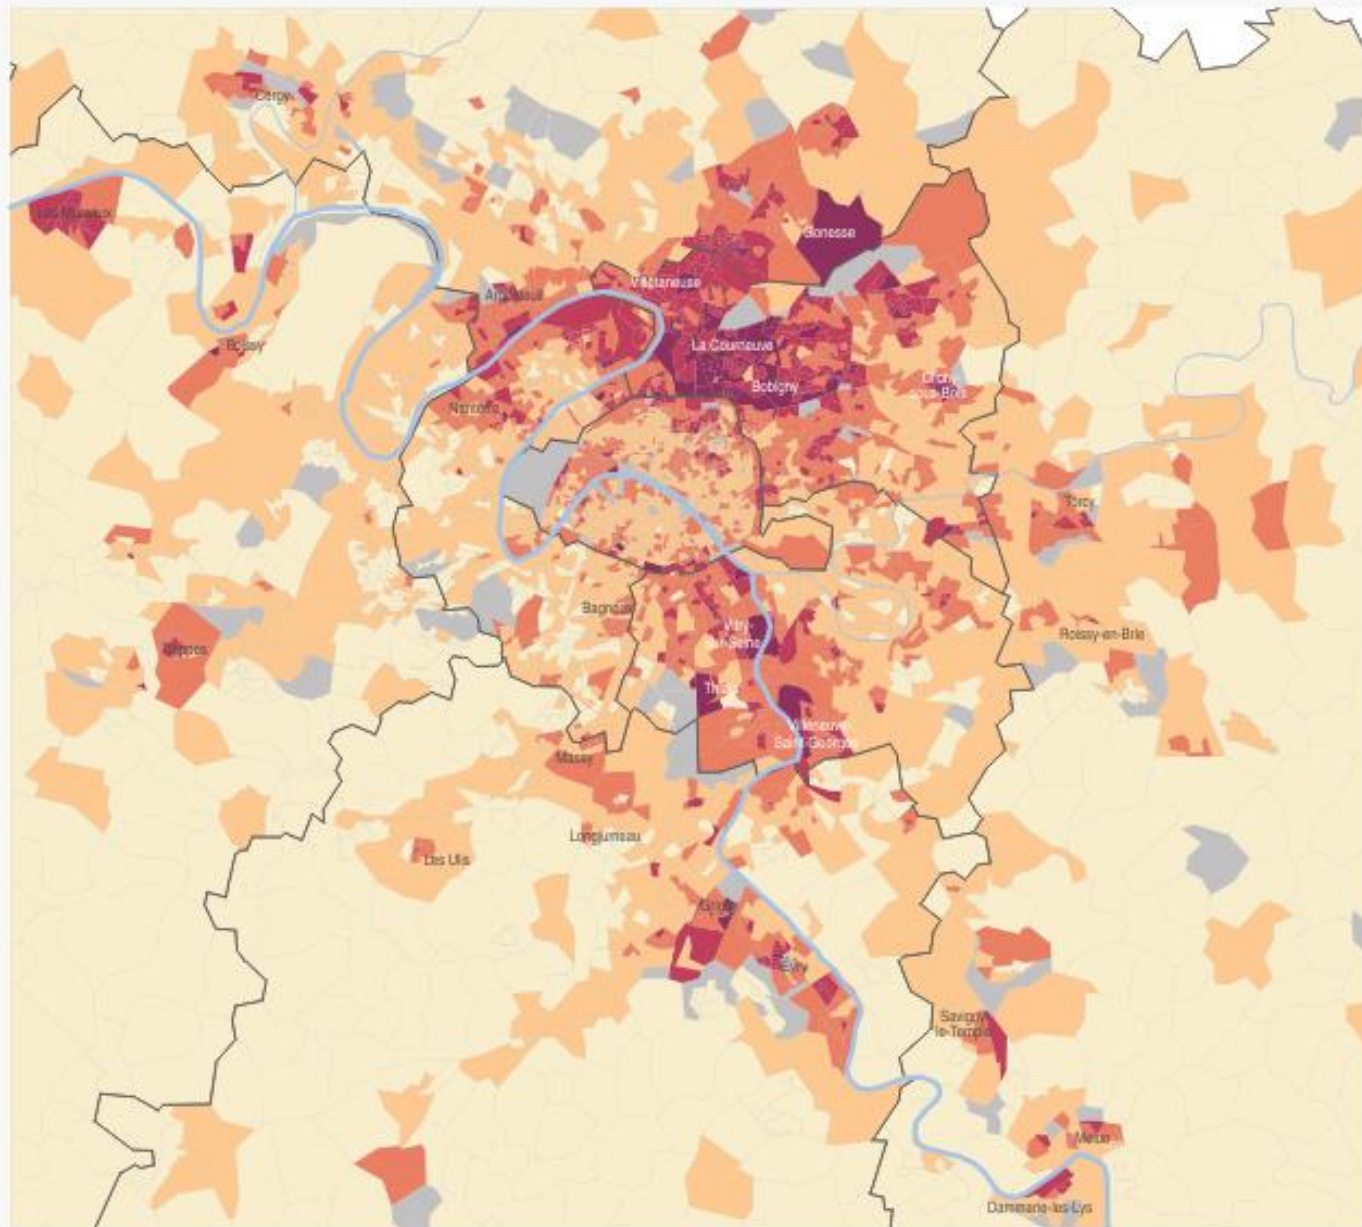 Cergy
Les Mureaux
Gonesse
Villetaneuse
Argenteuil
Poissy
La Courneuve
Bobigny
Clichy-
sous-Bois
Nanterre
Torcy
Bagneux
Vitry-
sur-Seine
Roissy-en-Brie
Trappes
Thiais
Villeneuve-
Saint-Georges
Massy
Longjumeau
Les Ulis
Grigny
Évry
Savigny-
le-Temple
Melun
Dammarie-les-Lys